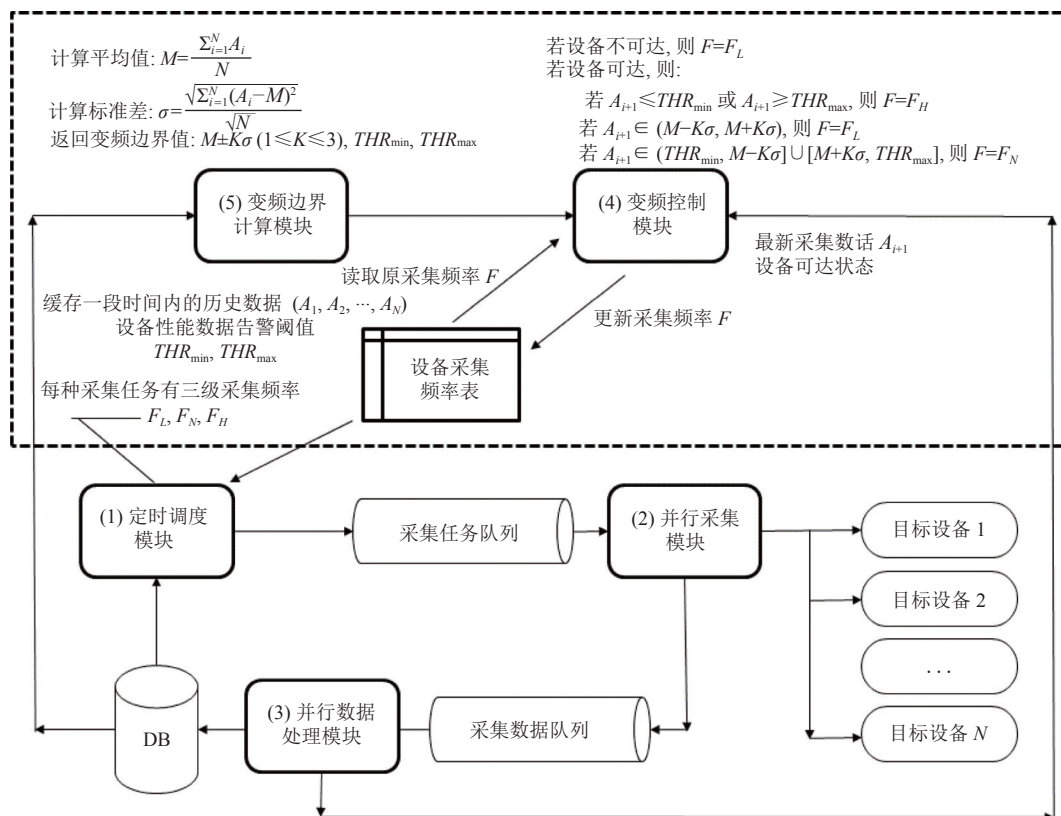 计算平均值: M=Σ_{i=1}^{N}A_i/N
计算标准差: σ=√(Σ_{i=1}^{N}(A_i−M)²)/√N
返回变频边界值: M±Kσ (1⩽K⩽3), THR_min, THR_max
若设备不可达, 则 F=F_L
若设备可达, 则:
若 A_{i+1}⩽THR_min 或 A_{i+1}⩾THR_max, 则 F=F_H
若 A_{i+1}∈ (M−Kσ, M+Kσ), 则 F=F_L
若 A_{i+1}∈ (THR_min, M−Kσ]∪[M+Kσ, THR_max], 则 F=F_N
(5) 变频边界
计算模块
(4) 变频控制
模块
最新采集数话 A_{i+1}
设备可达状态
读取原采集频率 F
缓存一段时间内的历史数据 (A_1, A_2, ···, A_N)
设备性能数据告警阈值
THR_min, THR_max
更新采集频率 F
设备采集
频率表
每种采集任务有三级采集频率
F_L, F_N, F_H
(1) 定时调度
模块
采集任务队列
(2) 并行采集
模块
目标设备 1
目标设备 2
...
目标设备 N
DB
(3) 并行数据
处理模块
采集数据队列